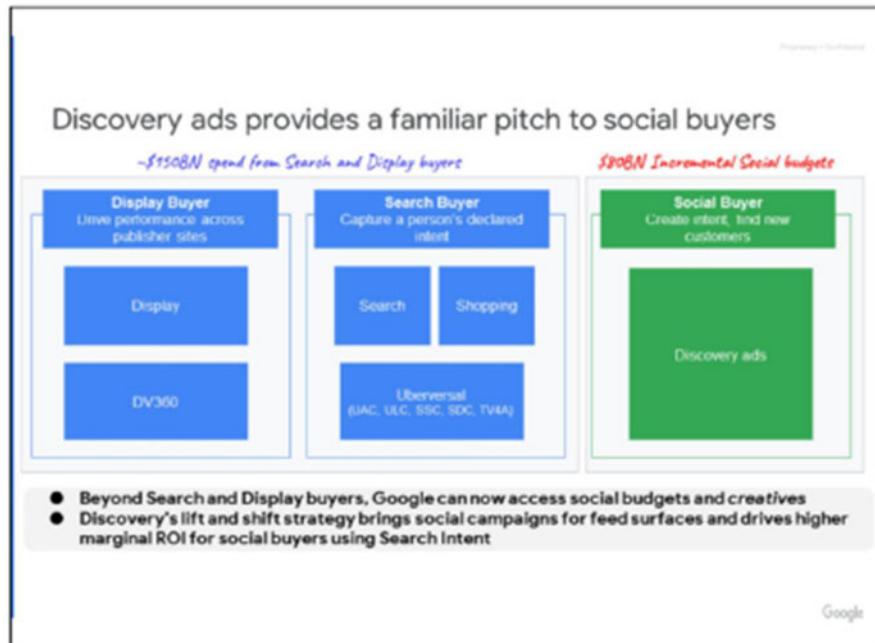 Proprietary + Confidential
Discovery ads provides a familiar pitch to social buyers
~$150BN spend from Search and Display buyers
$80BN Incremental Social budgets
Display Buyer
Drive performance across
publisher sites
Search Buyer
Capture a person's declared
intent
Social Buyer
Create intent, find new
customers
Display
Search
Shopping
Discovery ads
DV360
Uberversal
(UAC, ULC, SSC, SDC, TV4A)
● Beyond Search and Display buyers, Google can now access social budgets and creatives
● Discovery's lift and shift strategy brings social campaigns for feed surfaces and drives higher
marginal ROI for social buyers using Search Intent
Google